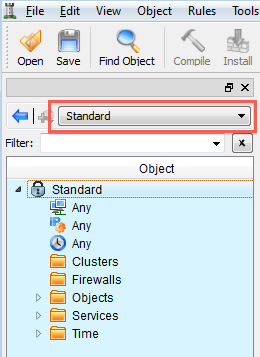 File Edit View Object Rules Tools
Open Save Find Object Compile Install
Standard
Filter: x
Object
Standard
Any
Any
Any
Clusters
Firewalls
Objects
Services
Time